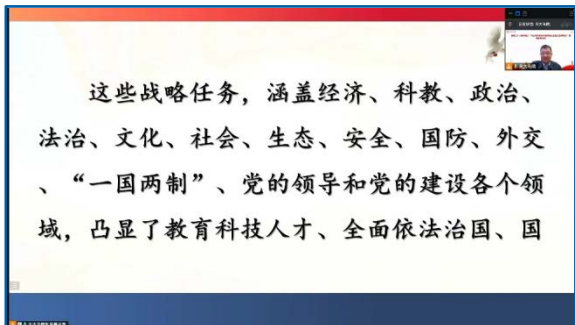 这些战略任务，涵盖经济、科教、政治、
法治、文化、社会、生态、安全、国防、外交
、“一国两制”、党的领导和党的建设各个领
域，凸显了教育科技人才、全面依法治国、国